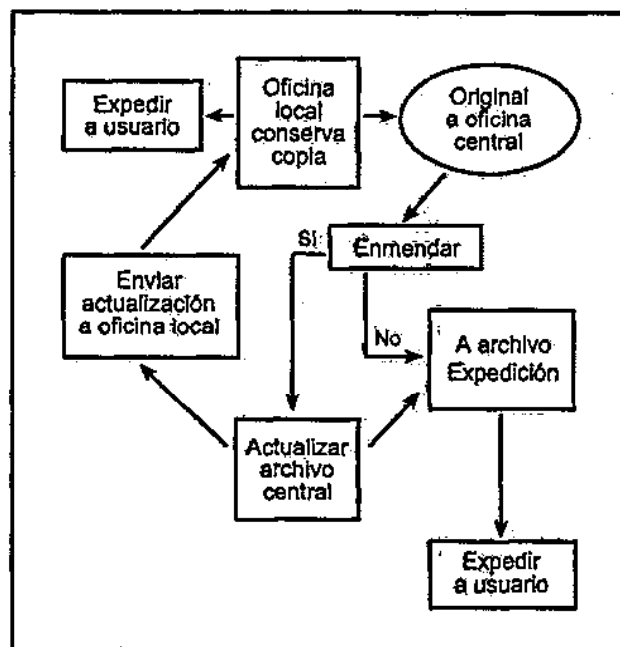 Expedir
a usuario
Oficina
local
conserva
copia
Original
a oficina
central
Sí
Enmendar
Enviar
actualización
a oficina local
No
A archivo
Expedición
Actualizar
archivo
central
Expedir
a usuario